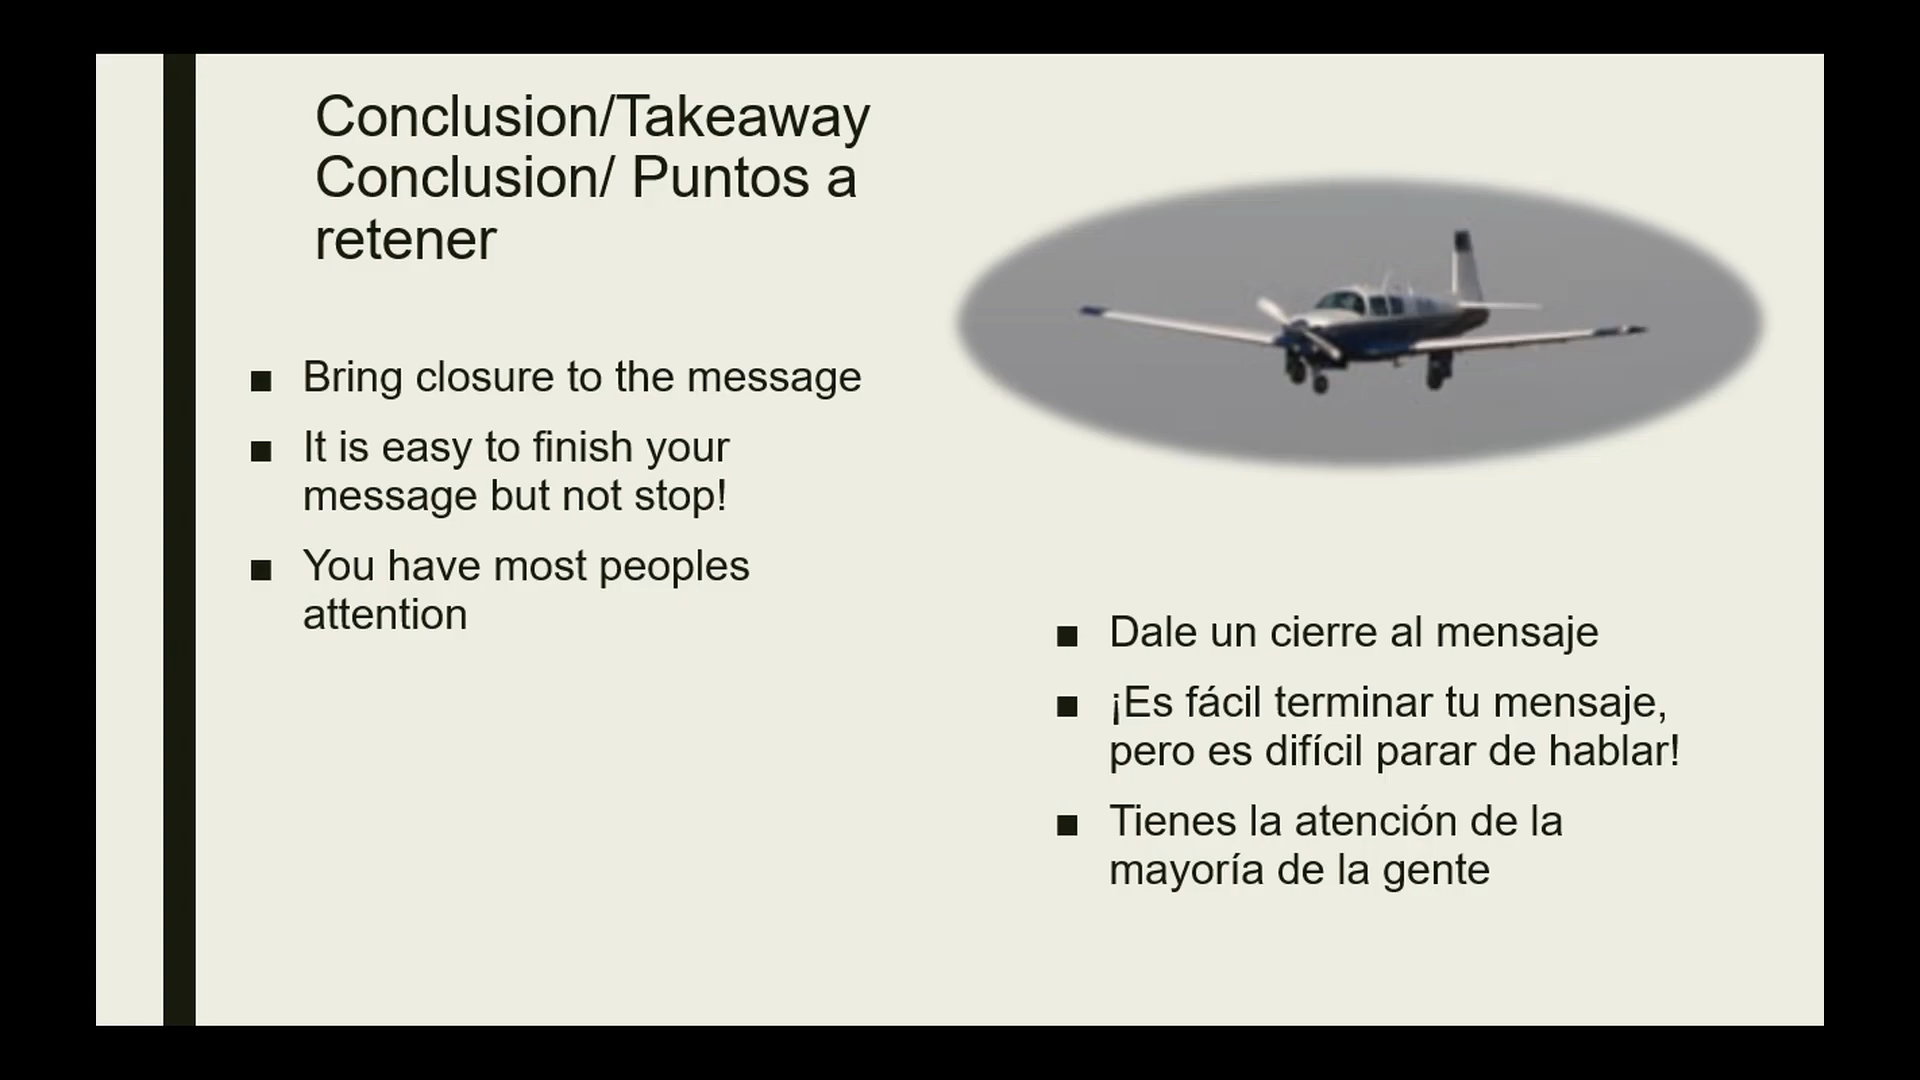 Conclusion/Takeaway
Conclusion/ Puntos a
retener
■ Bring closure to the message
■ It is easy to finish your
message but not stop!
■ You have most peoples
attention
■ Dale un cierre al mensaje
■ ¡Es fácil terminar tu mensaje,
pero es difícil parar de hablar!
■ Tienes la atención de la
mayoría de la gente